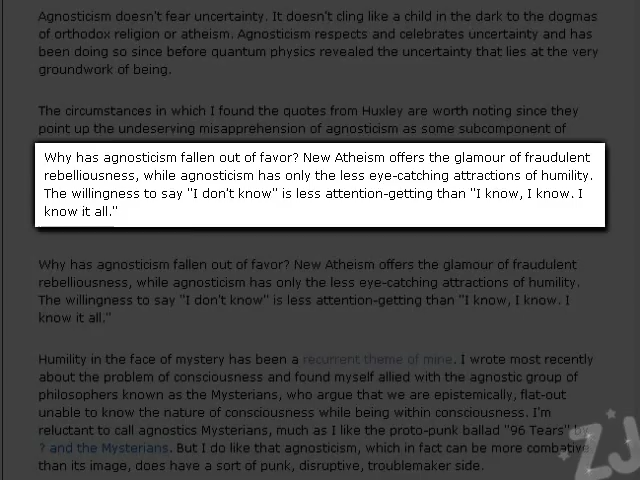 Agnosticism doesn't fear uncertainty. It doesn't cling like a child in the dark to the dogmas
of orthodox religion or atheism. Agnosticism respects and celebrates uncertainty and has
been doing so since before quantum physics revealed the uncertainty that lies at the very
groundwork of being.
The circumstances in which I found the quotes from Huxley are worth noting since they
point up the undeserving misapprehension of agnosticism as some subcomponent of
Why has agnosticism fallen out of favor? New Atheism offers the glamour of fraudulent
rebelliousness, while agnosticism has only the less eye-catching attractions of humility.
The willingness to say "I don't know" is less attention-getting than "I know, I know. I
know it all."
Why has agnosticism fallen out of favor? New Atheism offers the glamour of fraudulent
rebelliousness, while agnosticism has only the less eye-catching attractions of humility.
The willingness to say "I don't know" is less attention-getting than "I know, I know. I
know it all."
Humility in the face of mystery has been a recurrent theme of mine. I wrote most recently
about the problem of consciousness and found myself allied with the agnostic group of
philosophers known as the Mysterians, who argue that we are epistemically, flat-out
unable to know the nature of consciousness while being within consciousness. I'm
reluctant to call agnostics Mysterians, much as I like the proto-punk ballad "96 Tears" by
? and the Mysterians. But I do like that agnosticism, which in fact can be more combative
than its image, does have a sort of punk, disruptive, troublemaker side.
ZJ